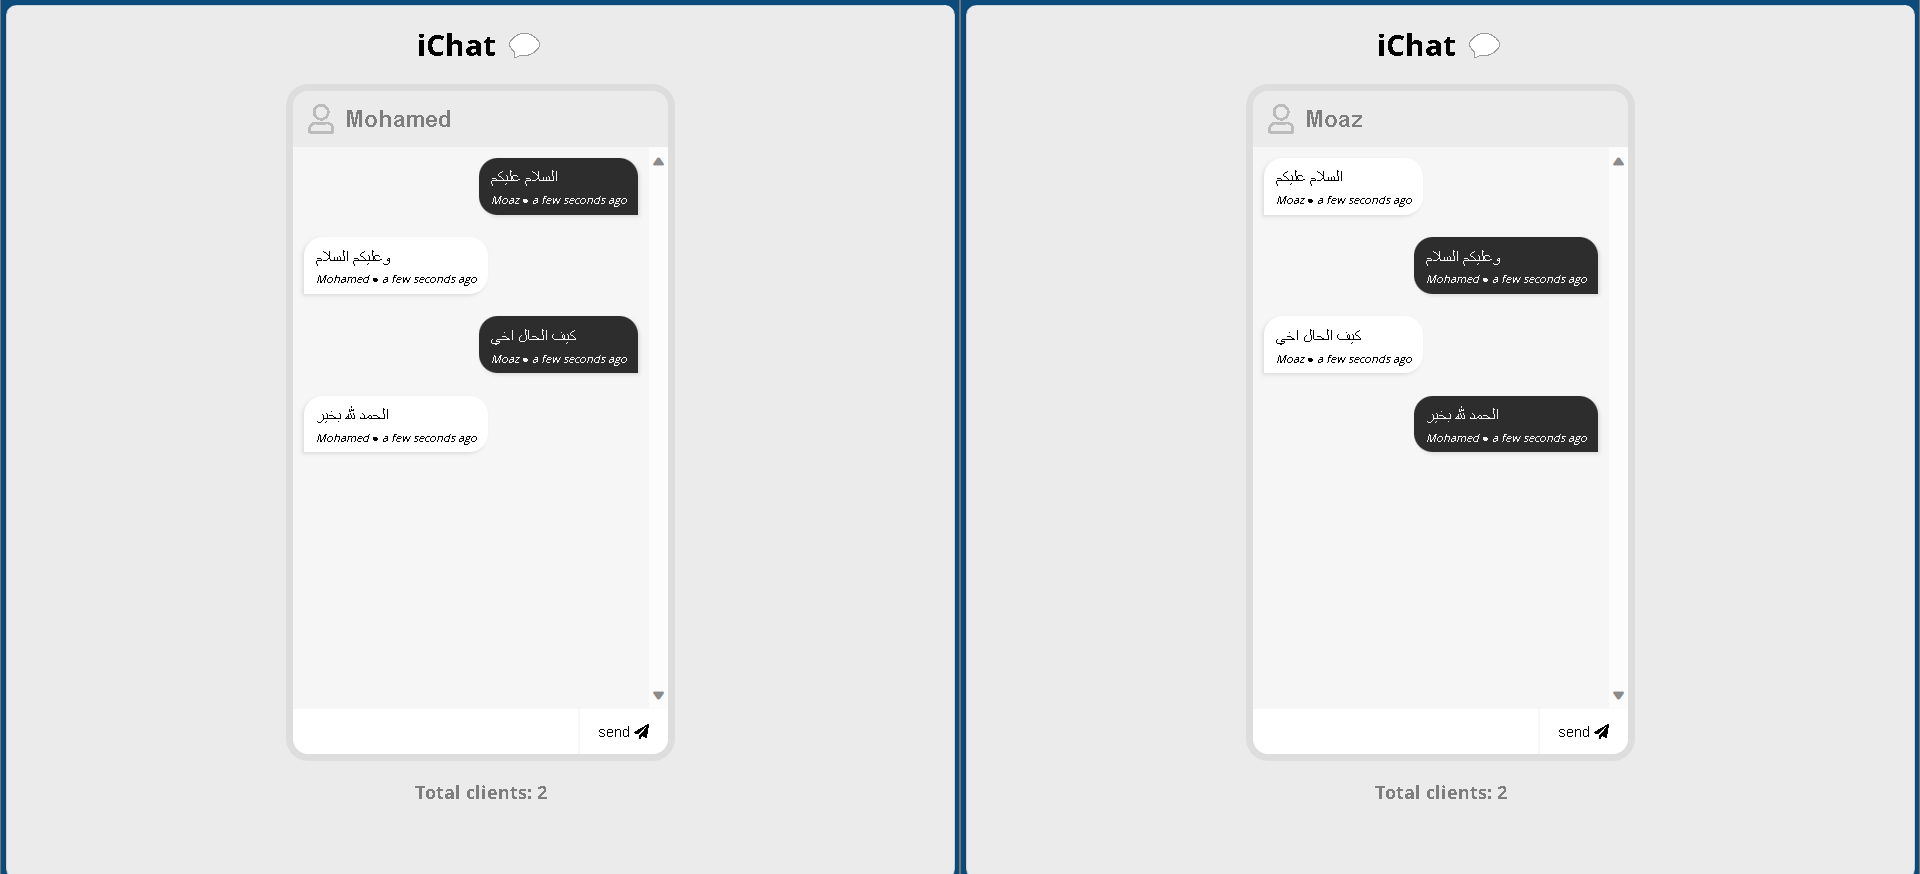 iChat
Mohamed
السلام عليكم
Moaz • a few seconds ago
وعليكم السلام
Mohamed • a few seconds ago
كيف الحال اخي
Moaz • a few seconds ago
الحمد لله بخير
Mohamed • a few seconds ago
send
Total clients: 2
iChat
Moaz
السلام عليكم
Moaz • a few seconds ago
وعليكم السلام
Mohamed • a few seconds ago
كيف الحال اخي
Moaz • a few seconds ago
الحمد لله بخير
Mohamed • a few seconds ago
send
Total clients: 2